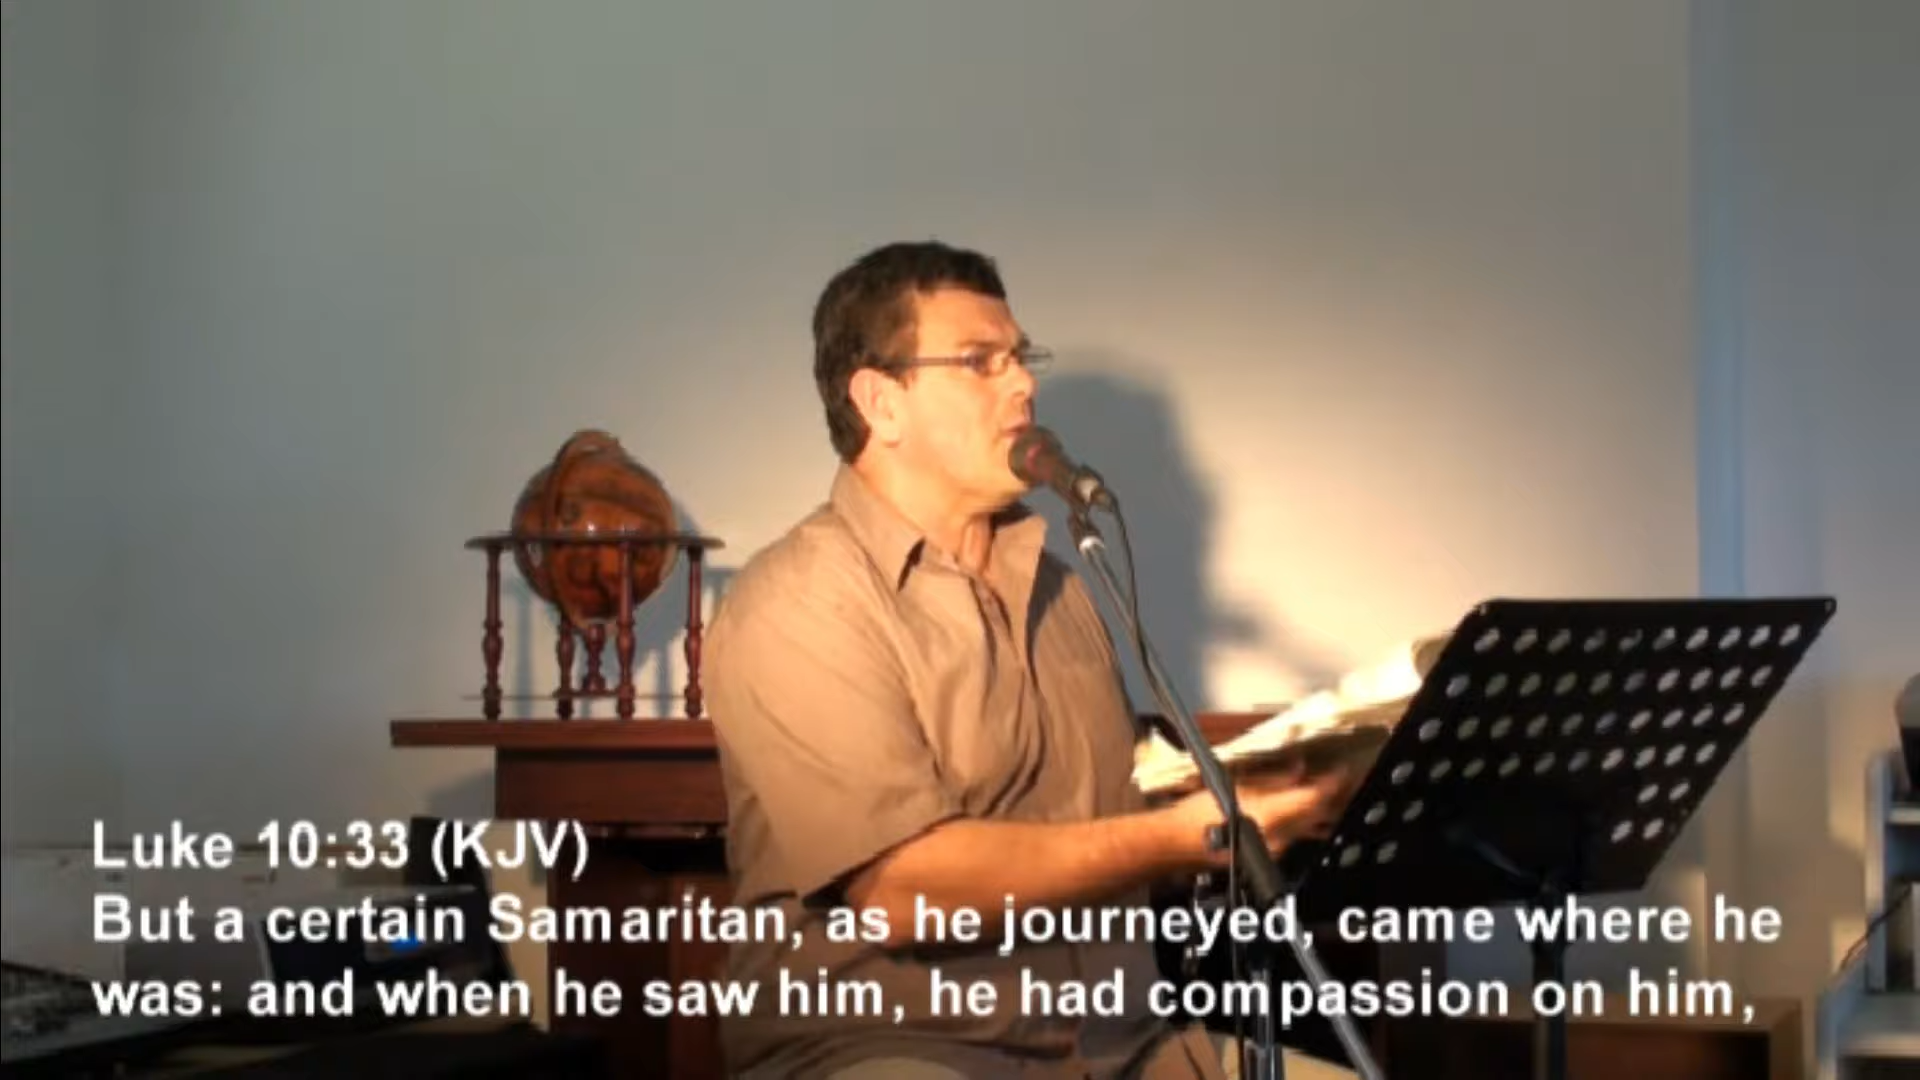 Luke 10:33 (KJV)
But a certain Samaritan, as he journeyed, came where he
was: and when he saw him, he had compassion on him,